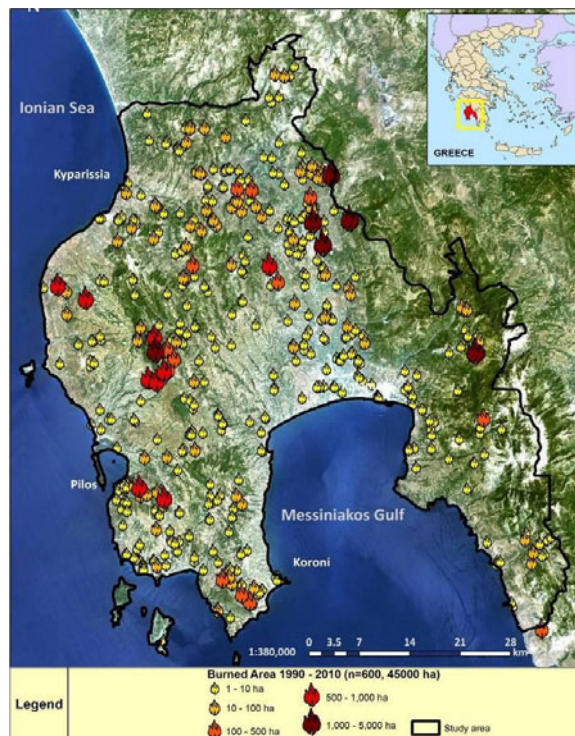 N
Ionian Sea
GREECE
Kyparissia
Pilos
Messiniakos Gulf
Koroni
1:380,000
0 3.5 7 14 21 28
km
Burned Area 1990 - 2010 (n=600, 45000 ha)
Legend
1 - 10 ha
500 - 1,000 ha
10 - 100 ha
100 - 500 ha
1,000 - 5,000 ha
Study area